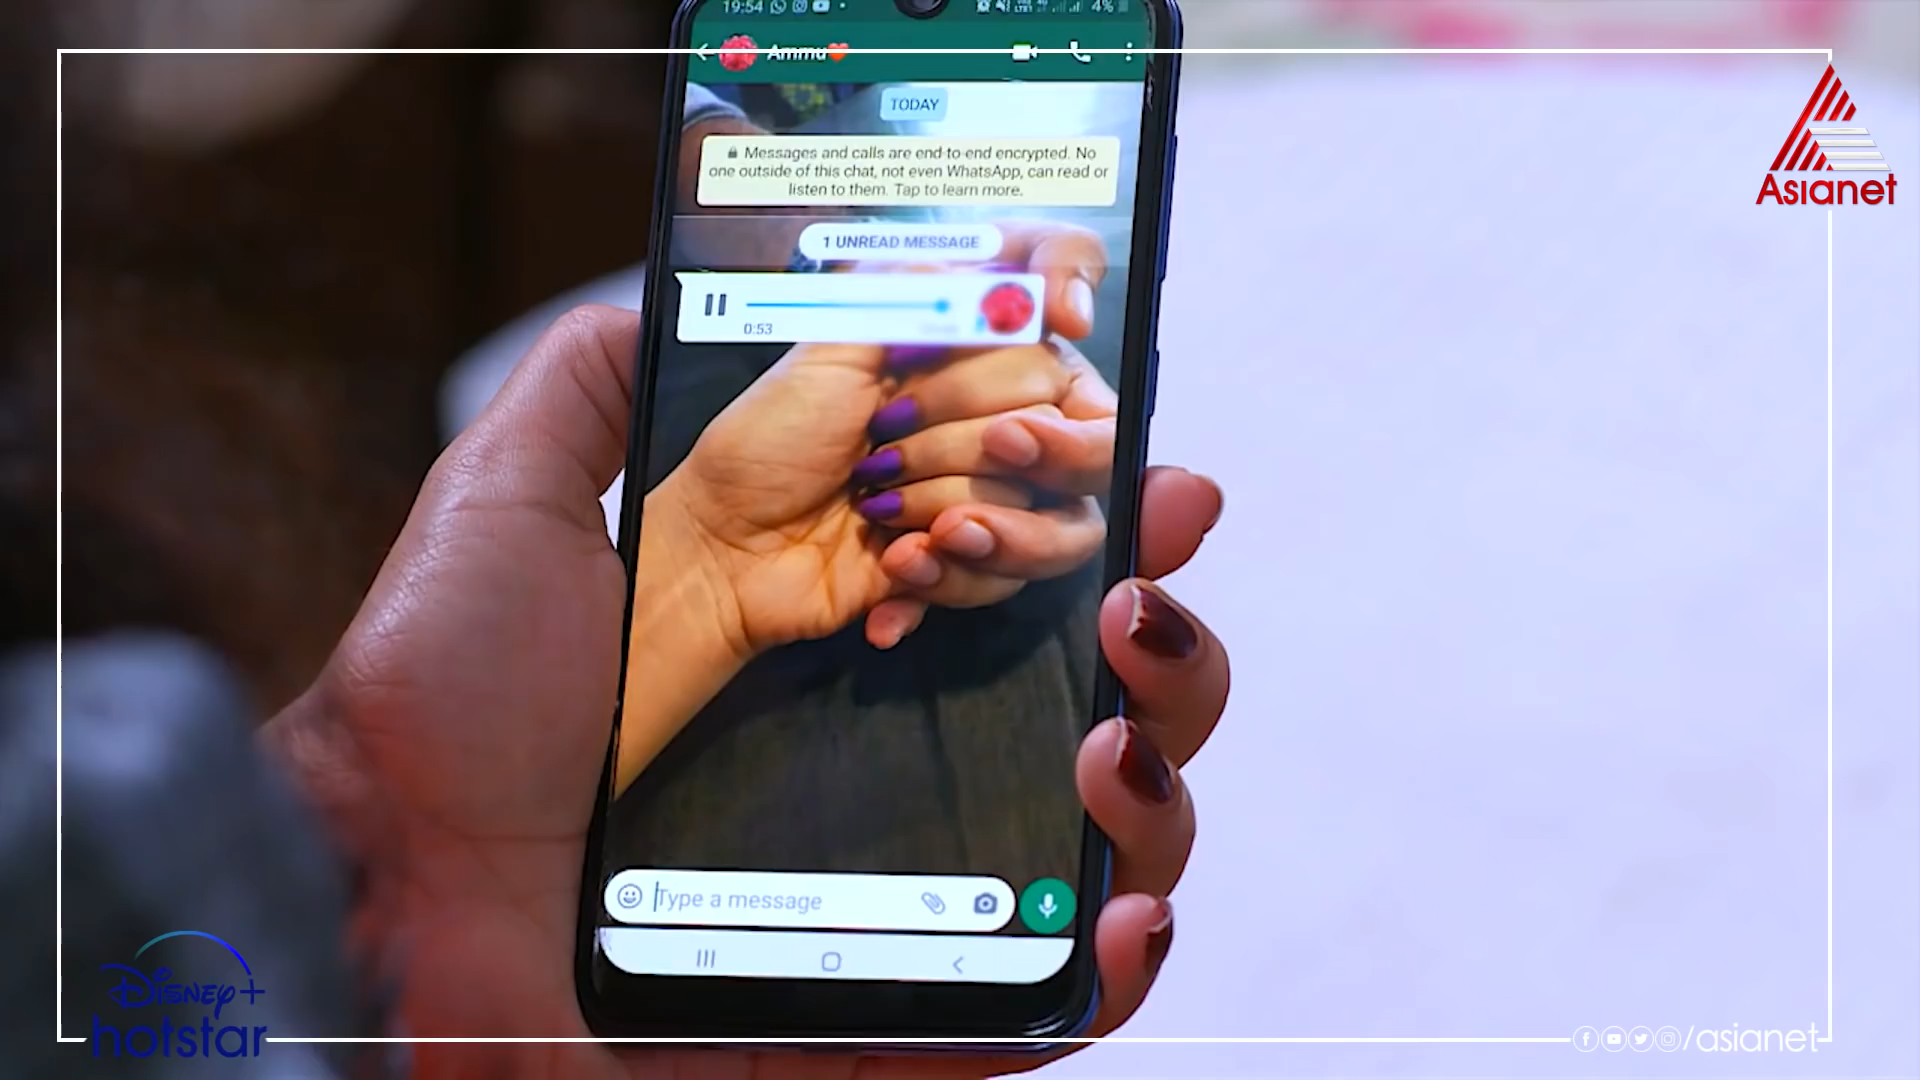 19:54
4%
Ammu❤️
TODAY
Messages and calls are end-to-end encrypted. No
one outside of this chat, not even WhatsApp, can read or
listen to them. Tap to learn more.
1 UNREAD MESSAGE
0:53
Type a message
Asianet
Disney+
hotstar
/asianet